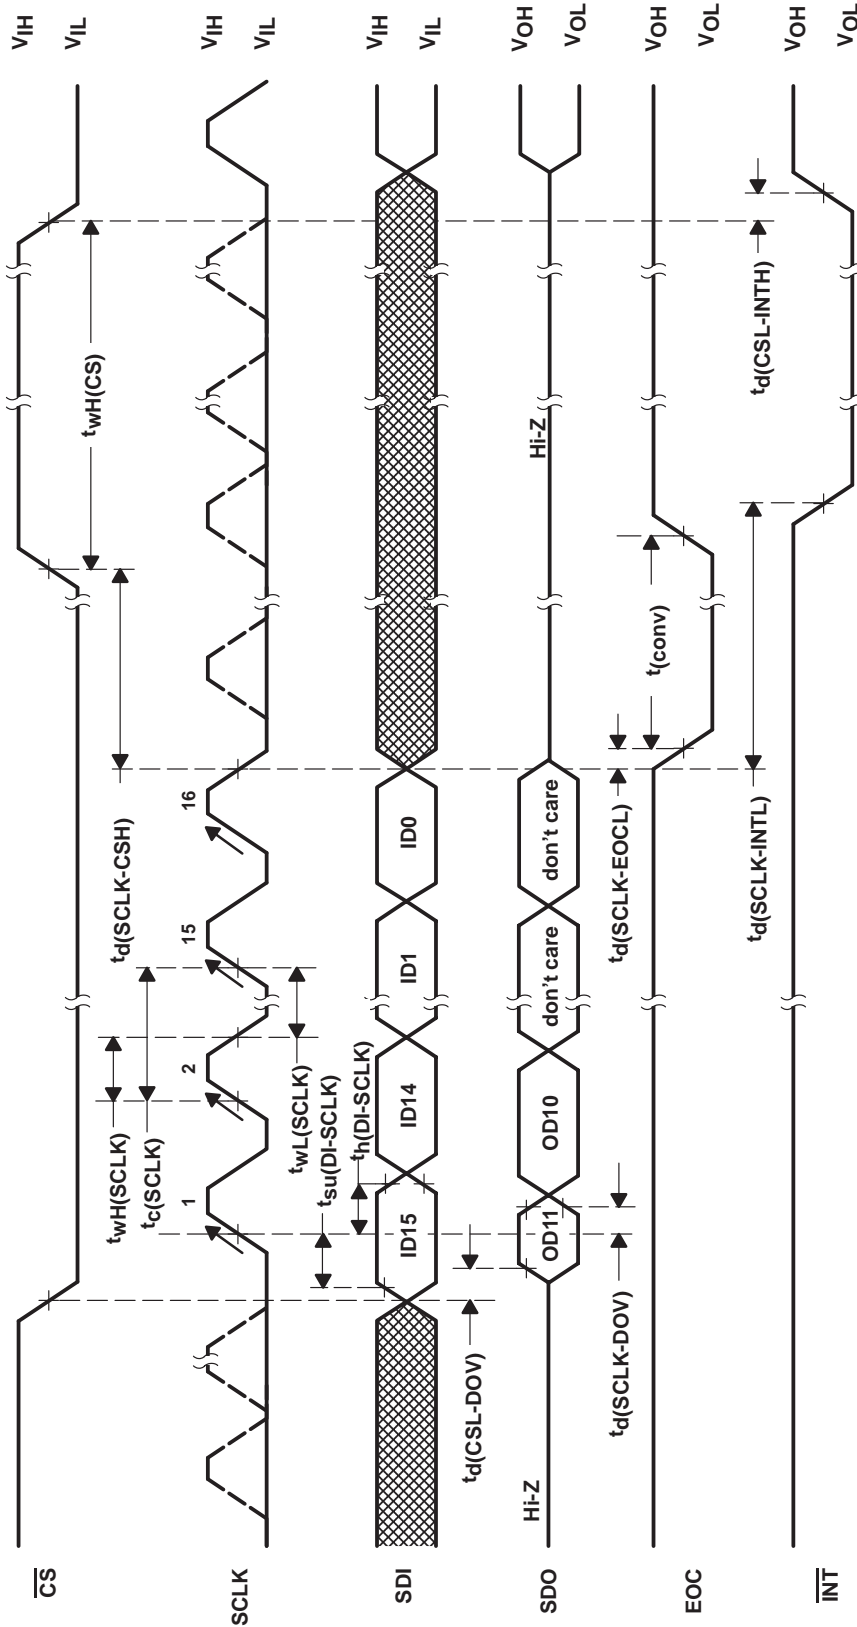 CS
VIH
VIL
twH(CS)
td(SCLK-CSH)
twH(SCLK)
tc(SCLK)
SCLK
1
2
15
16
VIH
VIL
twL(SCLK)
tsu(DI-SCLK)
th(DI-SCLK)
SDI
ID15
ID14
ID1
ID0
VIH
VIL
td(CSL-DOV)
SDO
Hi-Z
OD11
OD10
don't care
don't care
Hi-Z
VOH
VOL
td(SCLK-DOV)
td(SCLK-EOCL)
t(conv)
EOC
VOH
VOL
td(SCLK-INTL)
td(CSL-INTH)
INT
VOH
VOL